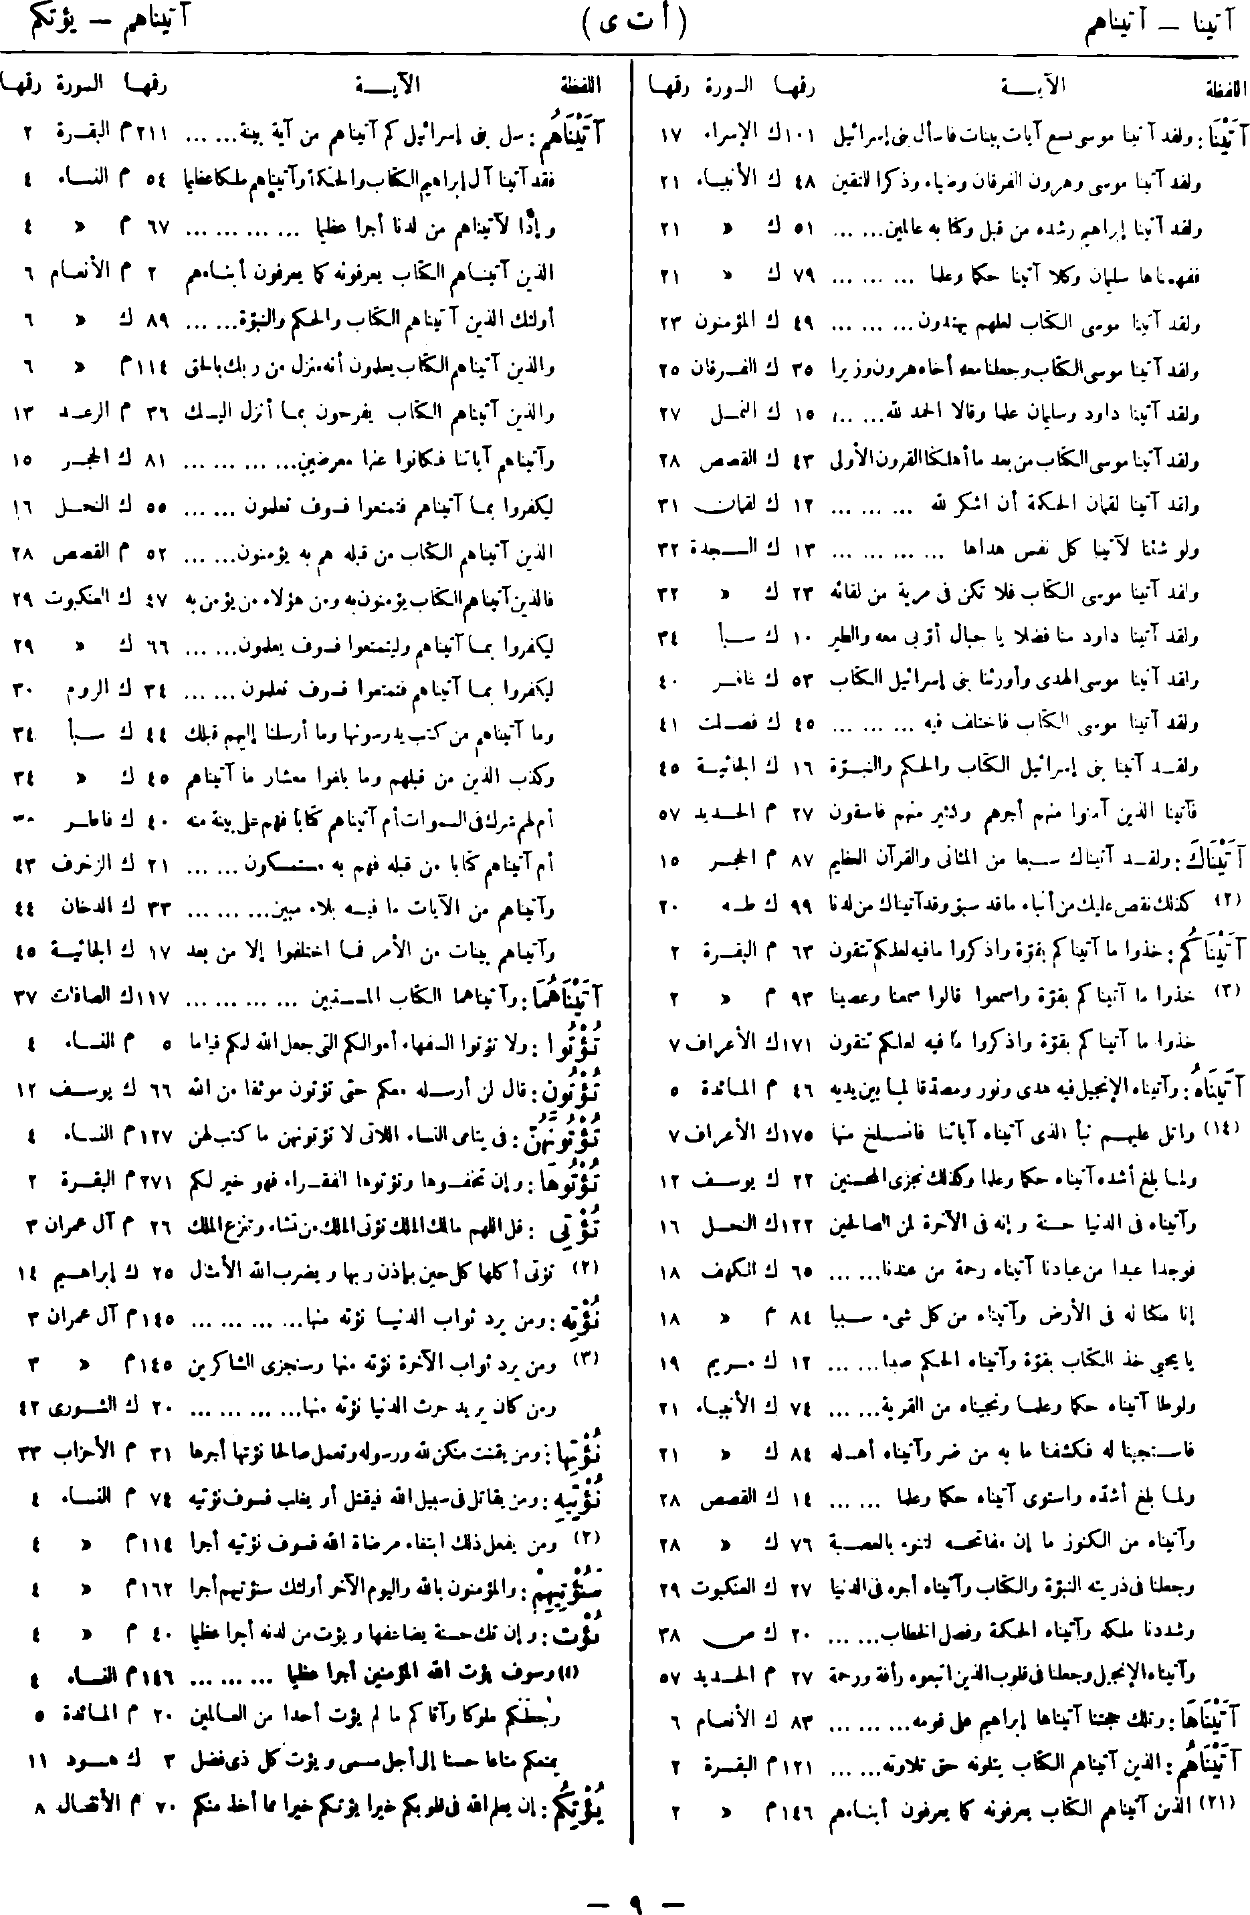 آتينا — آتيناهم (أ ت ى) آتيناهم — يؤتكم
اللفظة الآيــة رقمها السورة رقمها
آتَيْنَا : ولقد آتينا موسى تسع آيات بينات فاسأل بنى إسرائيل ١٠١ ك الإسراء ١٧
ولقد آتينا موسى وهرون الفرقان وضياء وذكرا للمتقين ٤٨ ك الأنبياء ٢١
ولقد آتينا إبراهيم رشده من قبل وكنا به عالمين... ... ٥١ ك » ٢١
ففهمناها سليمان وكلا آتينا حكما وعلما ... ... ... ٧٩ ك » ٢١
ولقد آتينا موسى الكتاب لعلهم يهتدون... ... ... ٤٩ ك المؤمنون ٢٣
ولقد آتينا موسى الكتاب وجعلنا معه أخاه هرون وزيرا ٣٥ ك الفرقان ٢٥
ولقد آتينا داود وسليمان علما وقالا الحمد لله... ... ١٥ ك النمل ٢٧
ولقد آتينا موسى الكتاب من بعد ما أهلكنا القرون الأولى ٤٣ ك القصص ٢٨
ولقد آتينا لقمان الحكمة أن اشكر لله ... ... ... ١٢ ك لقمان ٣١
ولو شئنا لآتينا كل نفس هداها ... ... ... ... ١٣ ك السجدة ٣٢
ولقد آتينا موسى الكتاب فلا تكن فى مرية من لقائه ٢٣ ك » ٣٢
ولقد آتينا داود منا فضلا يا جبال أوّبى معه والطير ١٠ ك سبأ ٣٤
ولقد آتينا موسى الهدى وأورثنا بنى إسرائيل الكتاب ٥٣ ك غافر ٤٠
ولقد آتينا موسى الكتاب فاختلف فيه ... ... ... ٤٥ ك فصلت ٤١
ولقد آتينا بنى إسرائيل الكتاب والحكم والنبوّة ١٦ ك الجاثية ٤٥
فآتينا الذين آمنوا منهم أجرهم وكثير منهم فاسقون ٢٧ م الحديد ٥٧
آتَيْنَاكَ : ولقد آتيناك سبعا من المثانى والقرآن العظيم ٨٧ م الحجر ١٥
(٢) كذلك نقص عليك من أنباء ما قد سبق وقد آتيناك من لدنا ٩٩ ك طه ٢٠
آتَيْنَاكُم : خذوا ما آتيناكم بقوّة واذكروا ما فيه لعلكم تتقون ٦٣ م البقرة ٢
(٣) خذوا ما آتيناكم بقوّة واسمعوا قالوا سمعنا وعصينا ٩٣ م » ٢
خذوا ما آتيناكم بقوّة واذكروا ما فيه لعلكم تتقون ١٧١ ك الأعراف ٧
آتَيْنَاهُ : وآتيناه الإنجيل فيه هدى ونور ومصدّقا لما بين يديه ٤٦ م المائدة ٥
(١٤) واتل عليهم نبأ الذى آتيناه آياتنا فانسلخ منها ١٧٥ ك الأعراف ٧
ولما بلغ أشده آتيناه حكما وعلما وكذلك نجزى المحسنين ٢٢ ك يوسف ١٢
وآتيناه فى الدنيا حسنة وإنه فى الآخرة لمن الصالحين ١٢٢ ك النحل ١٦
فوجدا عبدا من عبادنا آتيناه رحمة من عندنا... ... ٦٥ ك الكهف ١٨
إنا مكنا له فى الأرض وآتيناه من كل شىء سببا ٨٤ م » ١٨
يا يحيى خذ الكتاب بقوّة وآتيناه الحكم صبيا... ... ١٢ ك مريم ١٩
ولوطا آتيناه حكما وعلما ونجيناه من القرية... ... ٧٤ ك الأنبياء ٢١
فاستجبنا له فكشفنا ما به من ضر وآتيناه أهله ٨٤ ك » ٢١
ولما بلغ أشدّه واستوى آتيناه حكما وعلما ... ... ١٤ ك القصص ٢٨
وآتيناه من الكنوز ما إن مفاتحه لتنوء بالعصبة ٧٦ ك » ٢٨
وجعلنا فى ذريته النبوّة والكتاب وآتيناه أجره فى الدنيا ٢٧ ك العنكبوت ٢٩
وشددنا ملكه وآتيناه الحكمة وفصل الخطاب... ... ٢٠ ك ص ٣٨
وآتيناه الإنجيل وجعلنا فى قلوب الذين اتبعوه رأفة ورحمة ٢٧ م الحديد ٥٧
آتَيْنَاهَا : وتلك حجتنا آتيناها إبراهيم على قومه... ... ... ٨٣ ك الأنعام ٦
آتَيْنَاهُم : الذين آتيناهم الكتاب يتلونه حق تلاوته... ... ١٢١ م البقرة ٢
(٢١) الذين آتيناهم الكتاب يعرفونه كما يعرفون أبناءهم ١٤٦ م » ٢
اللفظة الآيــة رقمها السورة رقمها
آتَيْنَاهُم : سل بنى إسرائيل كم آتيناهم من آية بينة... ... ٢١١ م البقرة ٢
فقد آتينا آل إبراهيم الكتاب والحكمة وآتيناهم ملكا عظيما ٥٤ م النساء ٤
وإذًا لآتيناهم من لدنا أجرا عظيما ... ... ... ... ٦٧ م » ٤
الذين آتيناهم الكتاب يعرفونه كما يعرفون أبناءهم ٢ م الأنعام ٦
أولئك الذين آتيناهم الكتاب والحكم والنبوّة... ... ٨٩ ك » ٦
والذين آتيناهم الكتاب يعلمون أنه منزل من ربك بالحق ١١٤ م » ٦
والذين آتيناهم الكتاب يفرحون بما أنزل إليك ٣٦ م الرعد ١٣
وآتيناهم آياتنا فكانوا عنها معرضين... ... ... ... ٨١ ك الحجر ١٥
ليكفروا بما آتيناهم فتمتعوا فسوف تعلمون ... ... ٥٥ ك النحل ١٦
الذين آتيناهم الكتاب من قبله هم به يؤمنون... ... ٥٢ م القصص ٢٨
فالذين آتيناهم الكتاب يؤمنون به ومن هؤلاء من يؤمن به ٤٧ ك العنكبوت ٢٩
ليكفروا بما آتيناهم وليتمتعوا فسوف يعلمون... ... ٦٦ ك » ٢٩
ليكفروا بما آتيناهم فتمتعوا فسوف تعلمون... ... ٣٤ ك الروم ٣٠
وما آتيناهم من كتب يدرسونها وما أرسلنا إليهم قبلك ٤٤ ك سبأ ٣٤
وكذب الذين من قبلهم وما بلغوا معشار ما آتيناهم ٤٥ ك » ٣٤
أم لهم شرك فى السموات أم آتيناهم كتابا فهم على بينة منه ٤٠ ك فاطر
أم آتيناهم كتابا من قبله فهم به مستمسكون... ... ٢١ ك الزخرف ٤٣
وآتيناهم من الآيات ما فيه بلاء مبين... ... ... ٣٣ ك الدخان ٤٤
وآتيناهم بينات من الأمر فما اختلفوا إلا من بعد ١٧ ك الجاثية ٤٥
آتَيْنَاهُمَا : وآتيناهما الكتاب المستبين ... ... ... ... ١١٧ ك الصافات ٣٧
تُؤْتُوا : ولا تؤتوا السفهاء أموالكم التى جعل الله لكم قياما ٥ م النساء ٤
تُؤْتُونِ : قال لن أرسله معكم حتى تؤتون موثقا من الله ٦٦ ك يوسف ١٢
تُؤْتُونَهُنّ : فى يتامى النساء اللاتى لا تؤتونهن ما كتب لهن ١٢٧ م النساء ٤
تُؤْتُوهَا : وإن تخفوها وتؤتوها الفقراء فهو خير لكم ٢٧١ م البقرة ٢
تُؤْتِى : قل اللهم مالك الملك تؤتى الملك من تشاء وتنزع الملك ٢٦ م آل عمران ٣
(٢) تؤتى أكلها كل حين بإذن ربها ويضرب الله الأمثال ٢٥ ك إبراهيم ١٤
نُؤْتِه : ومن يرد ثواب الدنيا نؤته منها... ... ... ... ١٤٥ م آل عمران ٣
(٣) ومن يرد ثواب الآخرة نؤته منها وسنجزى الشاكرين ١٤٥ م » ٣
ومن كان يريد حرث الدنيا نؤته منها... ... ... ... ٢٠ ك الشورى ٤٢
نُؤْتِهَا : ومن يقنت منكن لله ورسوله وتعمل صالحا نؤتها أجرها ٣١ م الأحزاب ٣٣
نُؤْتِيهِ : ومن يقاتل فى سبيل الله فيقتل أو يغلب فسوف نؤتيه ٧٤ م النساء ٤
(٢) ومن يفعل ذلك ابتغاء مرضاة الله فسوف نؤتيه أجرا ١١٤ م » ٤
سَنُؤْتِيهِمْ : والمؤمنون بالله واليوم الآخر أولئك سنؤتيهم أجرا ١٦٢ م » ٤
يُؤْت : وإن تك حسنة يضاعفها ويؤت من لدنه أجرا عظيما ٤٠ م » ٤
(٤) وسوف يؤت الله المؤمنين أجرا عظيما ... ... ... ١٤٦ م النساء ٤
وجعلكم ملوكا وآتاكم ما لم يؤت أحدا من العالمين ٢٠ م المائدة ٥
يمتعكم متاعا حسنا إلى أجل مسمى ويؤت كل ذى فضل ٣ ك هود ١١
يُؤْتِكُم : إن يعلم الله فى قلوبكم خيرا يؤتكم خيرا مما أخذ منكم ٧٠ م الأنفال ٨
— ٩ —